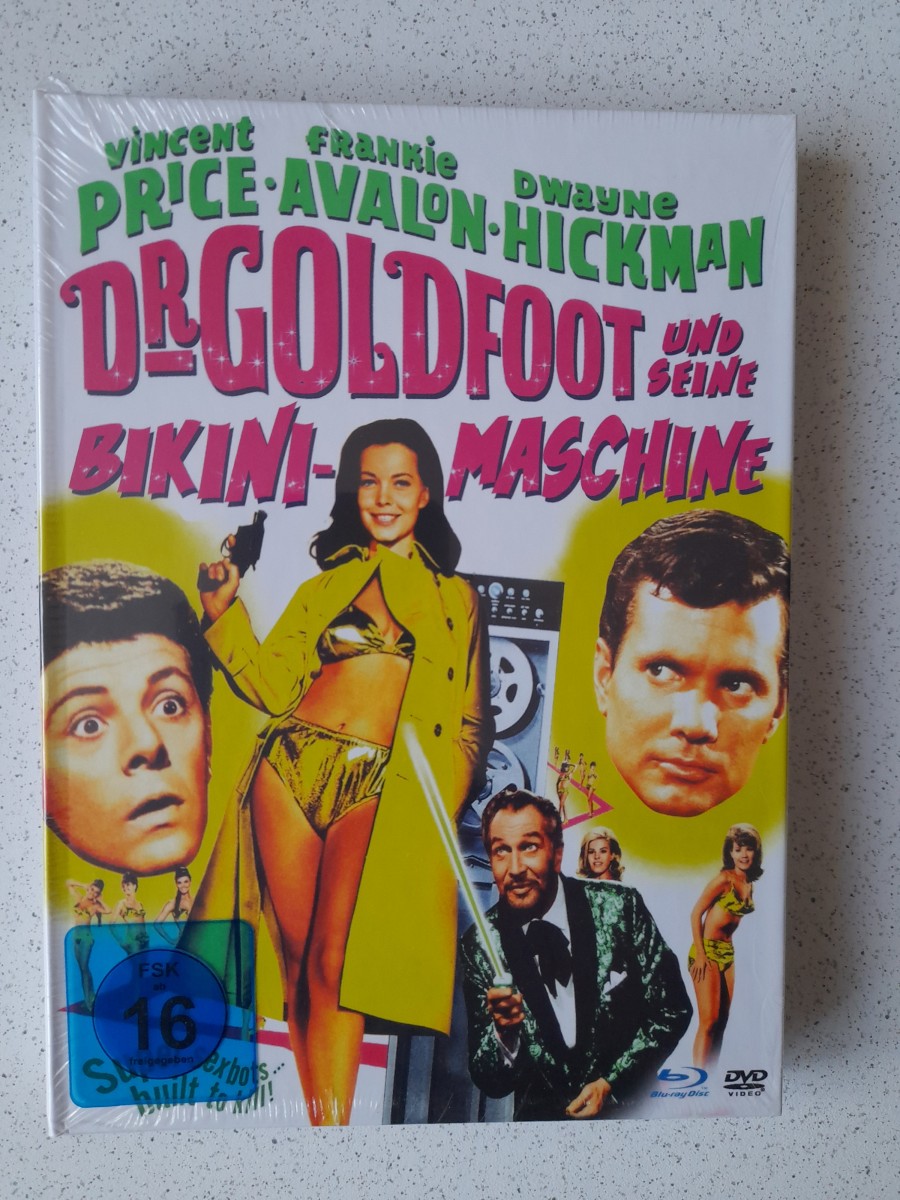 Vincent Frankie Dwayne
PRICE · AVALON · HICKMAN
DR GOLDFOOT UND SEINE
BIKINI-MASCHINE
FSK
ab
16
freigegeben
built to kill!
Blu-ray Disc
DVD
VIDEO